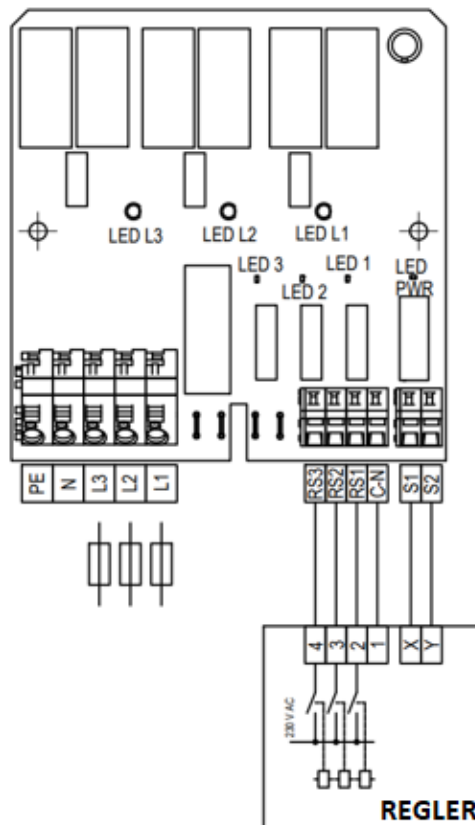 LED L3
LED L2
LED L1
LED 3
LED 2
LED 1
LED PWR
PE
N
L3
L2
L1
RS3
RS2
RS1
C-N
S1
S2
4
3
2
1
X
Y
230 V AC
REGLER